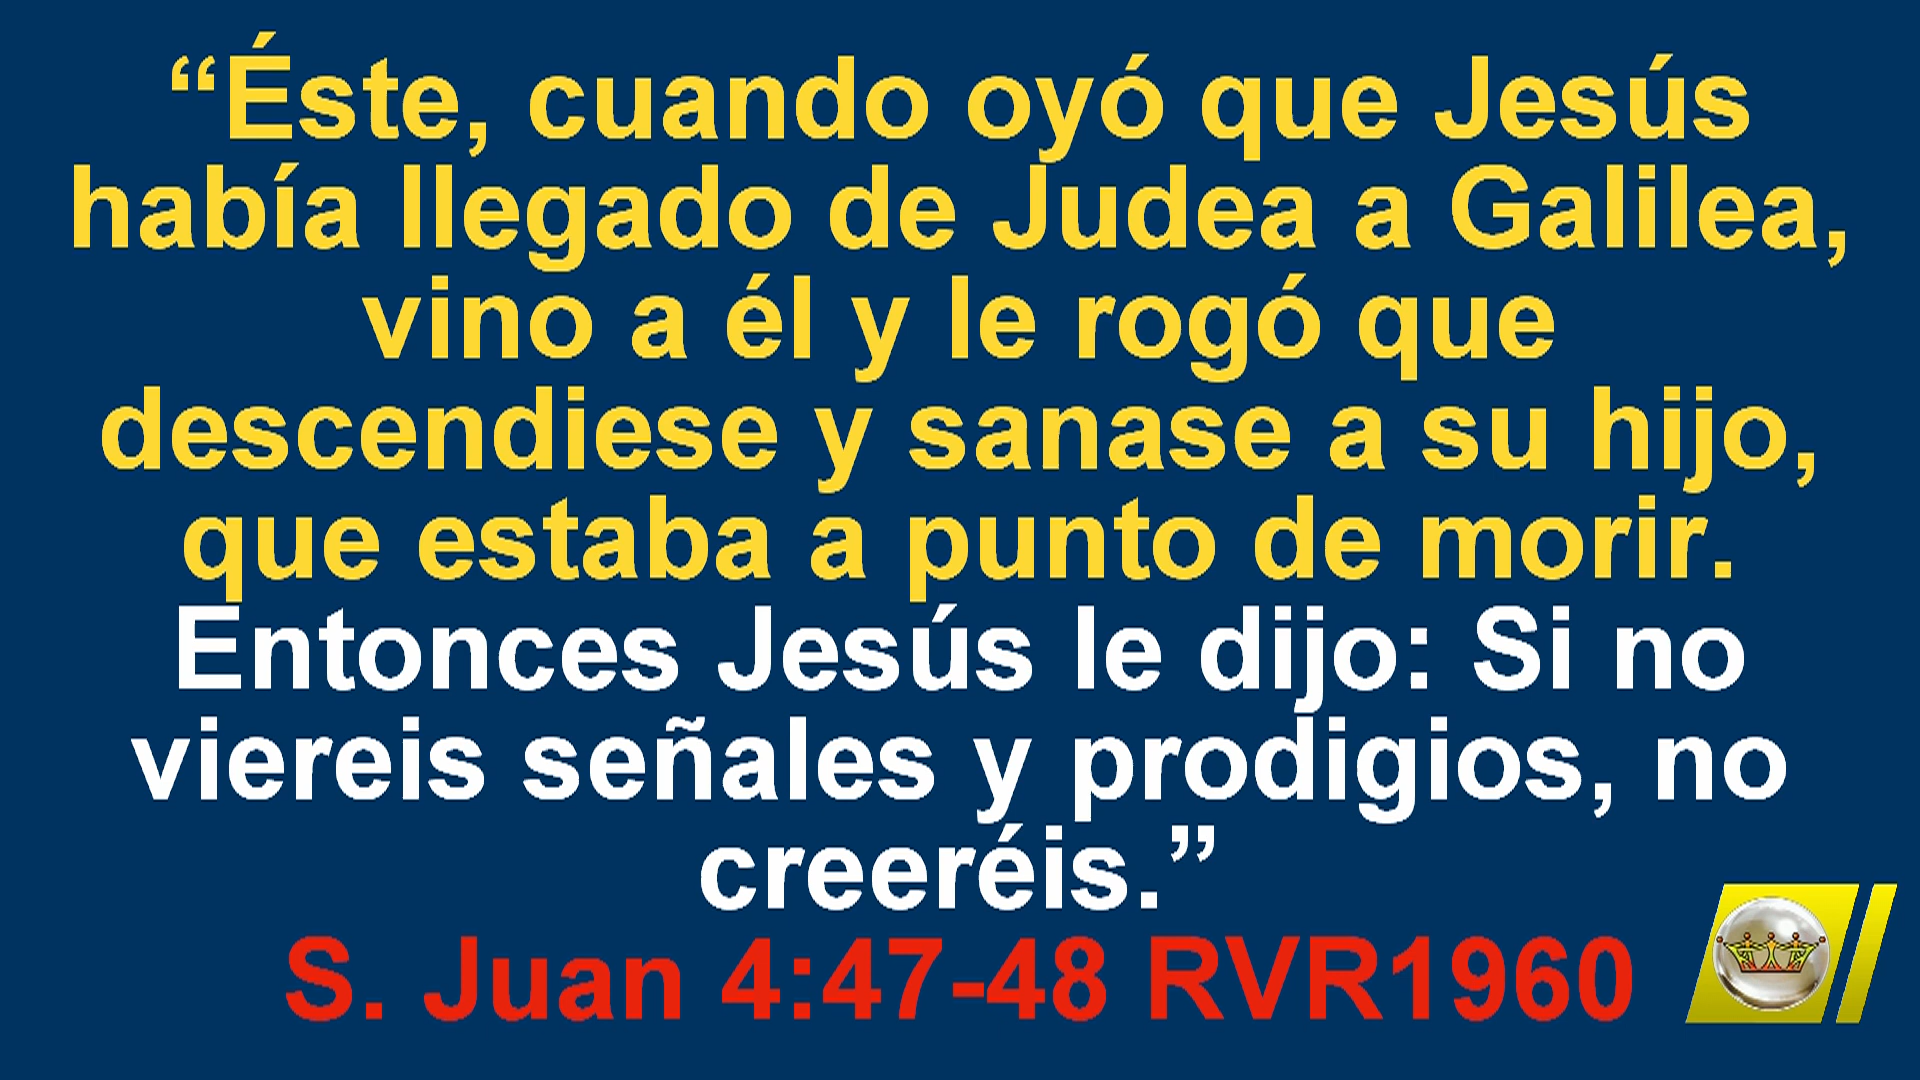 “Éste, cuando oyó que Jesús
había llegado de Judea a Galilea,
vino a él y le rogó que
descendiese y sanase a su hijo,
que estaba a punto de morir.
Entonces Jesús le dijo: Si no
viereis señales y prodigios, no
creeréis.”
S. Juan 4:47-48 RVR1960